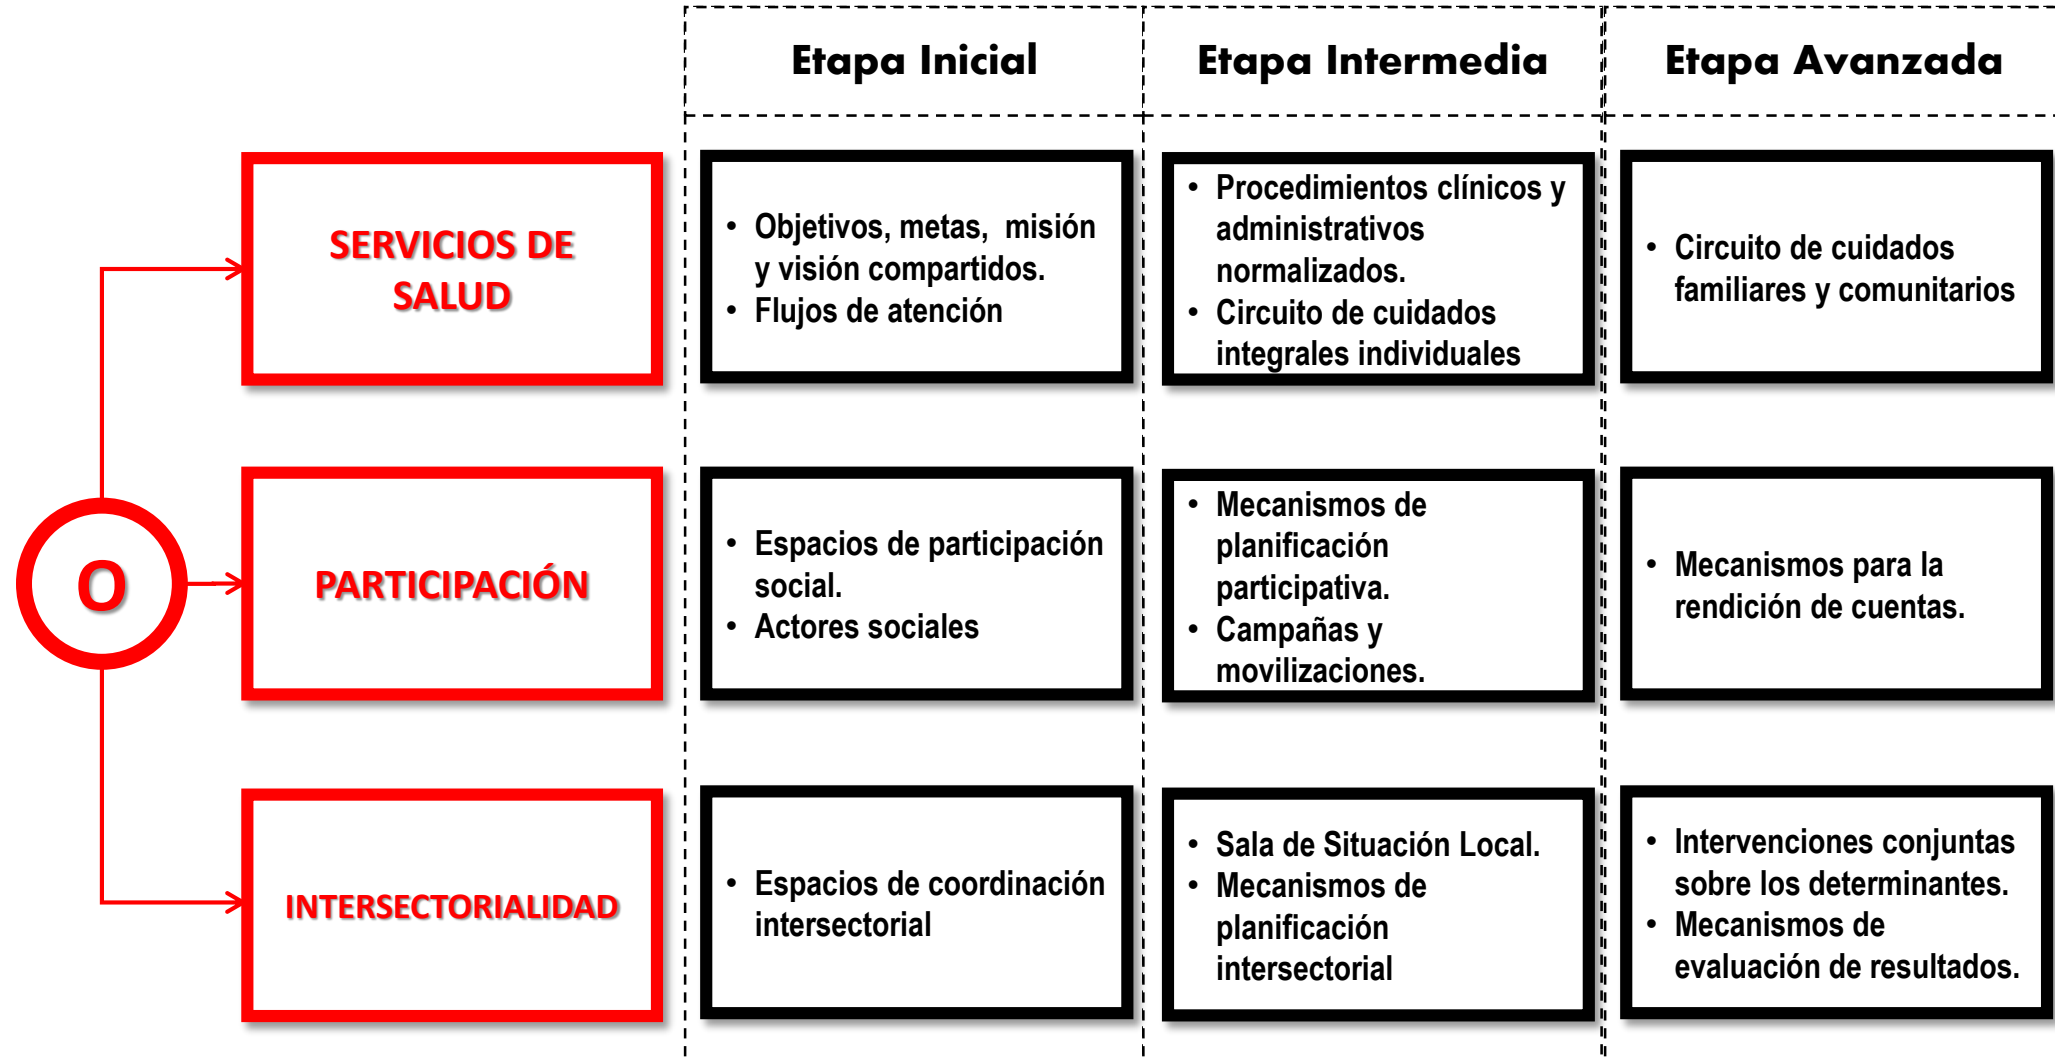 Etapa Inicial
Etapa Intermedia
Etapa Avanzada
SERVICIOS DE
SALUD
• Objetivos, metas, misión
y visión compartidos.
• Flujos de atención
• Procedimientos clínicos y
administrativos
normalizados.
• Circuito de cuidados
integrales individuales
• Circuito de cuidados
familiares y comunitarios
O
PARTICIPACIÓN
• Espacios de participación
social.
• Actores sociales
• Mecanismos de
planificación
participativa.
• Campañas y
movilizaciones.
• Mecanismos para la
rendición de cuentas.
INTERSECTORIALIDAD
• Espacios de coordinación
intersectorial
• Sala de Situación Local.
• Mecanismos de
planificación
intersectorial
• Intervenciones conjuntas
sobre los determinantes.
• Mecanismos de
evaluación de resultados.